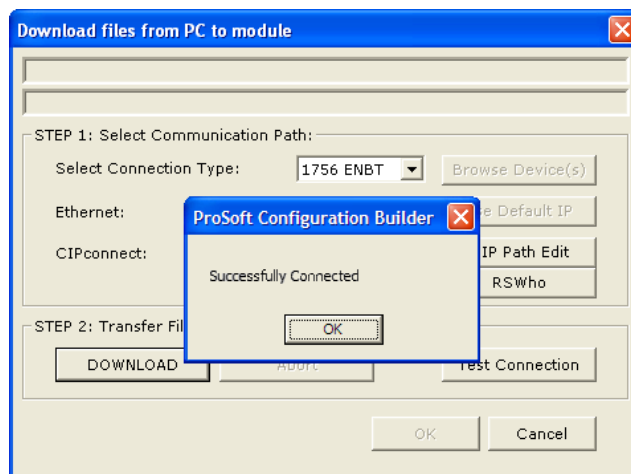 Download files from PC to module
STEP 1: Select Communication Path:
Select Connection Type: 1756 ENBT Browse Device(s)
Ethernet: Default IP
CIPconnect: IP Path Edit
RSWho
ProSoft Configuration Builder
Successfully Connected
OK
STEP 2: Transfer Fil
DOWNLOAD Abort Test Connection
OK Cancel